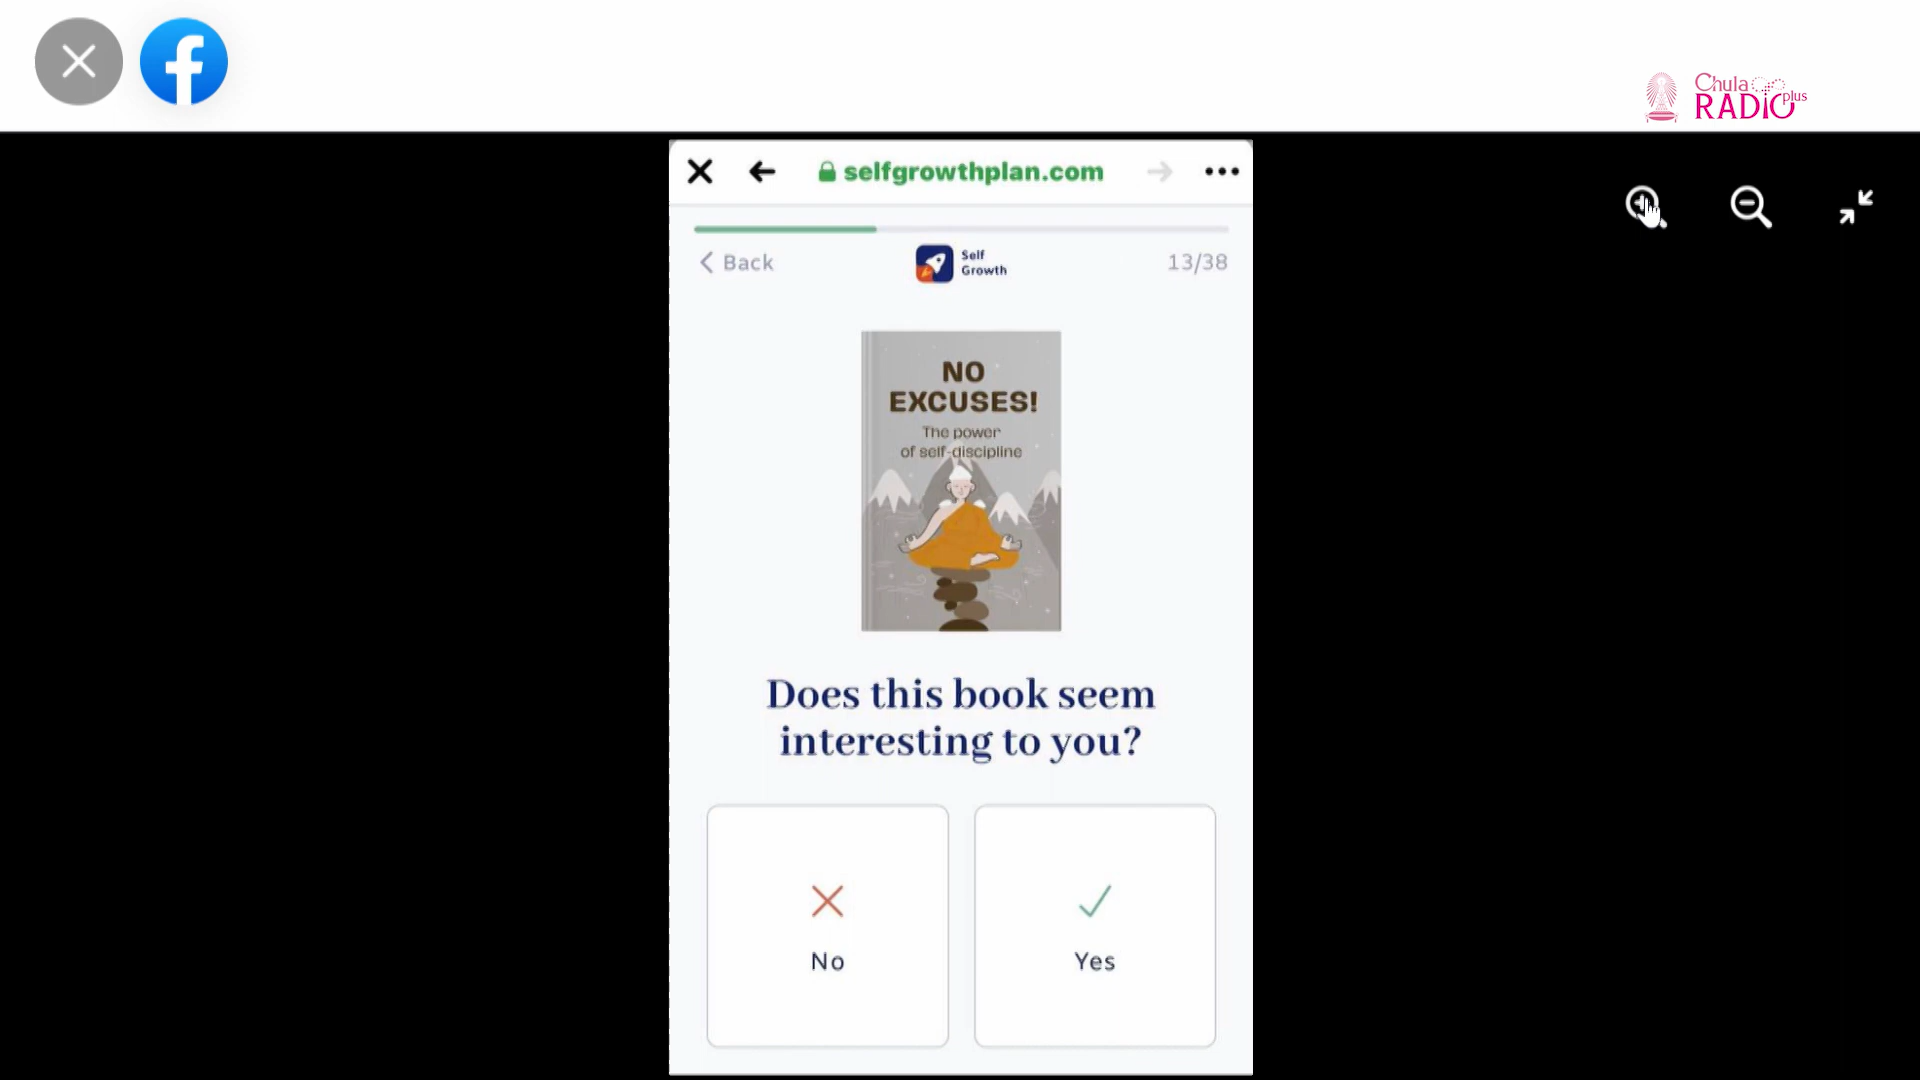 Chula
RADIO plus
selfgrowthplan.com
Back
Self
Growth
13/38
NO
EXCUSES!
The power
of self-discipline
Does this book seem
interesting to you?
No
Yes